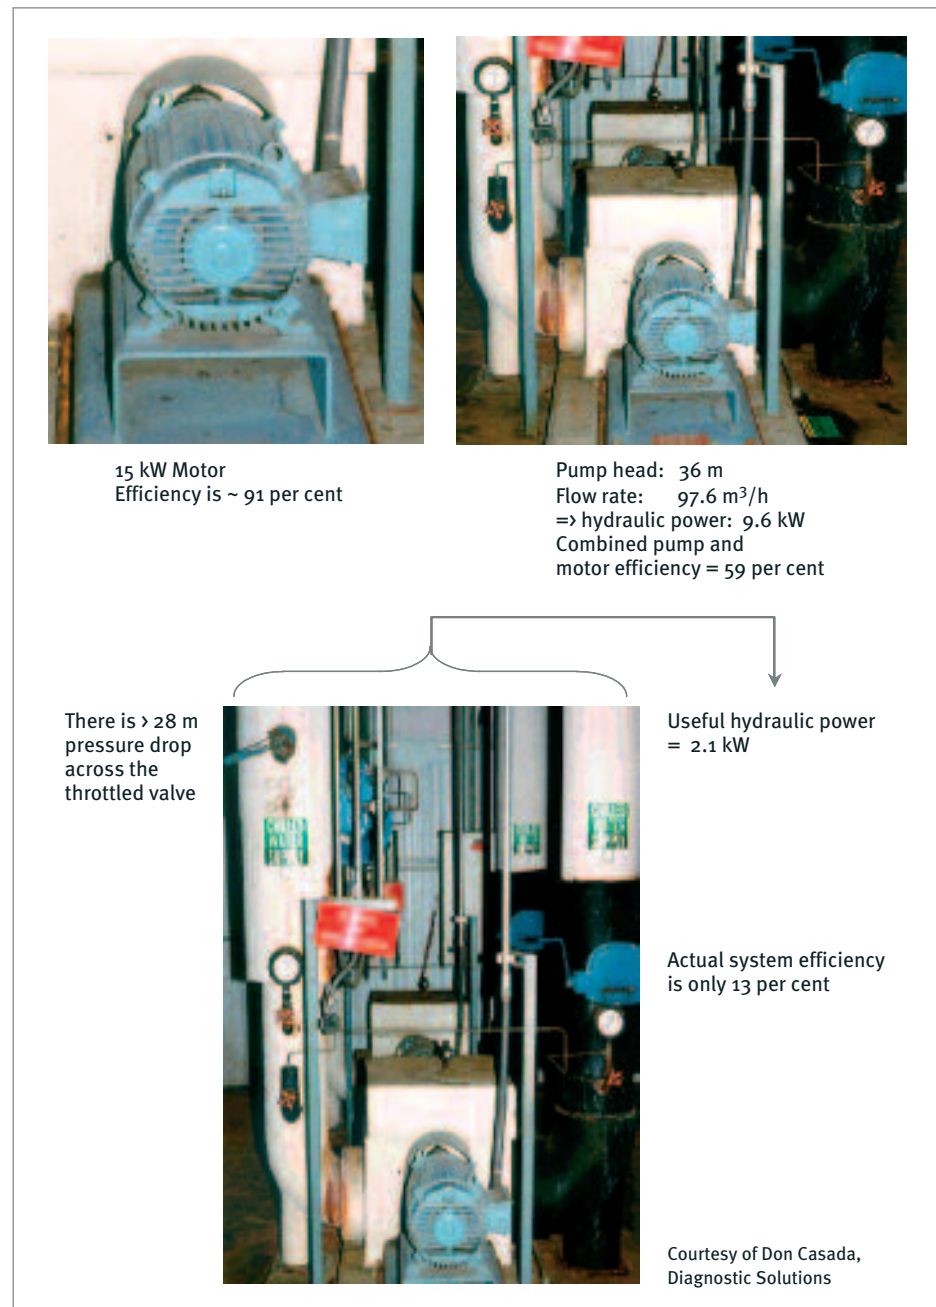 15 kW Motor
Efficiency is ~ 91 per cent
Pump head: 36 m
Flow rate: 97.6 m³/h
=> hydraulic power: 9.6 kW
Combined pump and
motor efficiency = 59 per cent
There is > 28 m
pressure drop
across the
throttled valve
Useful hydraulic power
= 2.1 kW
Actual system efficiency
is only 13 per cent
Courtesy of Don Casada,
Diagnostic Solutions